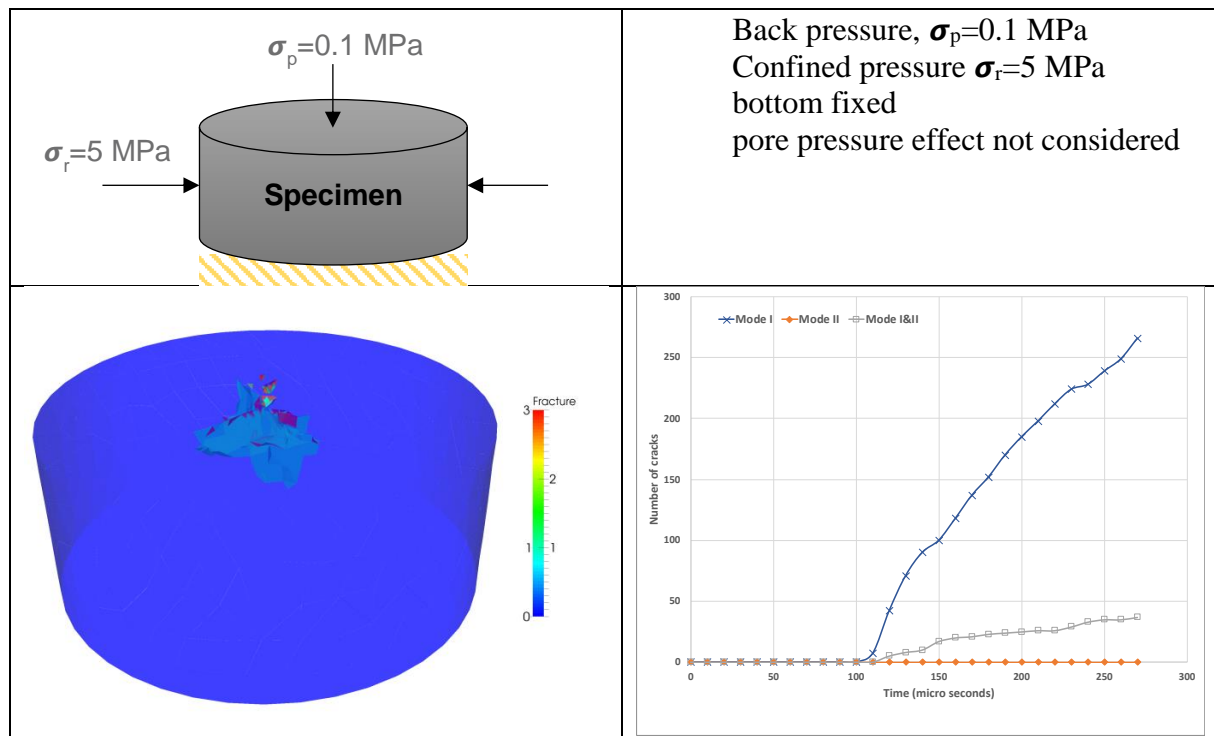 σp=0.1 MPa
σr=5 MPa
Specimen
Back pressure, σp=0.1 MPa
Confined pressure σr=5 MPa
bottom fixed
pore pressure effect not considered
Fracture
3
2
1 1
0
Mode I Mode II Mode I&II
300
250
200
150
100
50
0
Number of cracks
0 50 100 150 200 250 300
Time (micro seconds)